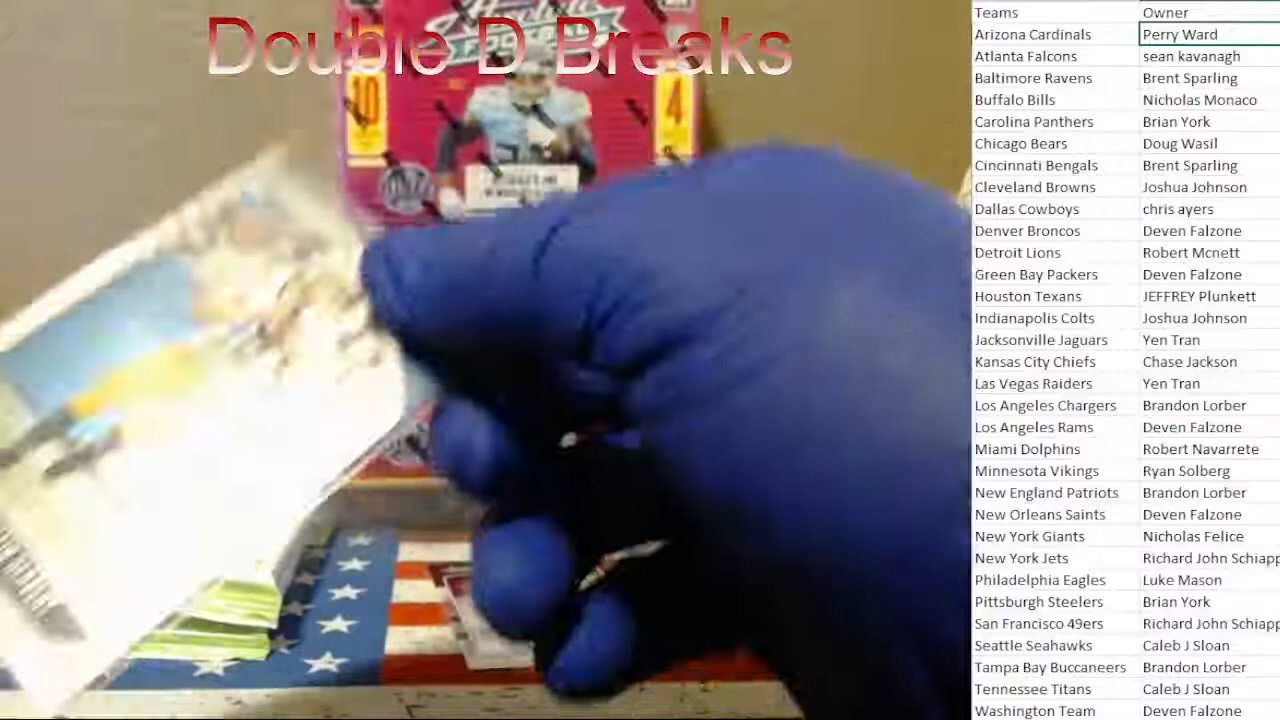 Double D Breaks
Absolute
FOOTBALL
10
4
Teams Owner
Arizona Cardinals Perry Ward
Atlanta Falcons sean kavanagh
Baltimore Ravens Brent Sparling
Buffalo Bills Nicholas Monaco
Carolina Panthers Brian York
Chicago Bears Doug Wasil
Cincinnati Bengals Brent Sparling
Cleveland Browns Joshua Johnson
Dallas Cowboys chris ayers
Denver Broncos Deven Falzone
Detroit Lions Robert Mcnett
Green Bay Packers Deven Falzone
Houston Texans JEFFREY Plunkett
Indianapolis Colts Joshua Johnson
Jacksonville Jaguars Yen Tran
Kansas City Chiefs Chase Jackson
Las Vegas Raiders Yen Tran
Los Angeles Chargers Brandon Lorber
Los Angeles Rams Deven Falzone
Miami Dolphins Robert Navarrete
Minnesota Vikings Ryan Solberg
New England Patriots Brandon Lorber
New Orleans Saints Deven Falzone
New York Giants Nicholas Felice
New York Jets Richard John Schiapp
Philadelphia Eagles Luke Mason
Pittsburgh Steelers Brian York
San Francisco 49ers Richard John Schiapp
Seattle Seahawks Caleb J Sloan
Tampa Bay Buccaneers Brandon Lorber
Tennessee Titans Caleb J Sloan
Washington Team Deven Falzone